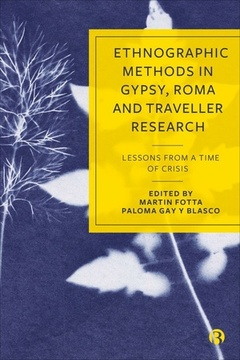 ETHNOGRAPHIC
METHODS IN
GYPSY, ROMA
AND TRAVELLER
RESEARCH
LESSONS FROM A TIME
OF CRISIS
EDITED BY
MARTIN FOTTA
PALOMA GAY Y BLASCO